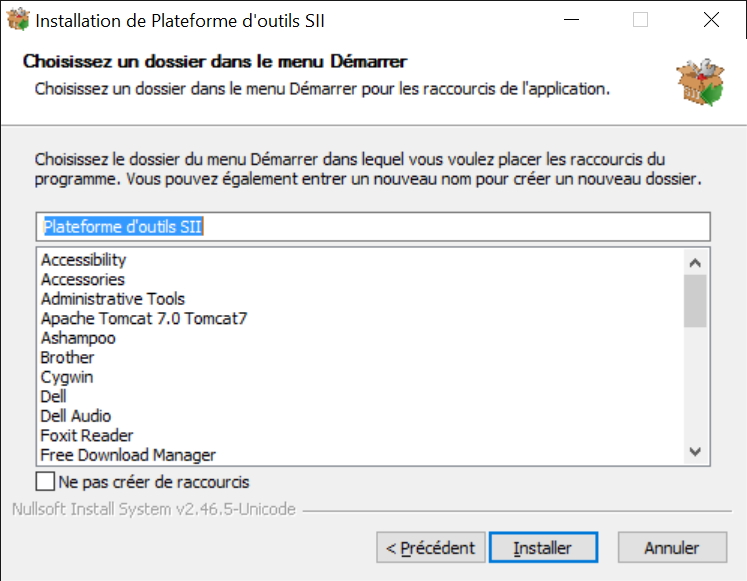 Installation de Plateforme d'outils SII
Choisissez un dossier dans le menu Démarrer
Choisissez un dossier dans le menu Démarrer pour les raccourcis de l'application.
Choisissez le dossier du menu Démarrer dans lequel vous voulez placer les raccourcis du
programme. Vous pouvez également entrer un nouveau nom pour créer un nouveau dossier.
Plateforme d'outils SII
Accessibility
Accessories
Administrative Tools
Apache Tomcat 7.0 Tomcat7
Ashampoo
Brother
Cygwin
Dell
Dell Audio
Foxit Reader
Free Download Manager
Ne pas créer de raccourcis
Nullsoft Install System v2.46.5-Unicode
< Précédent
Installer
Annuler